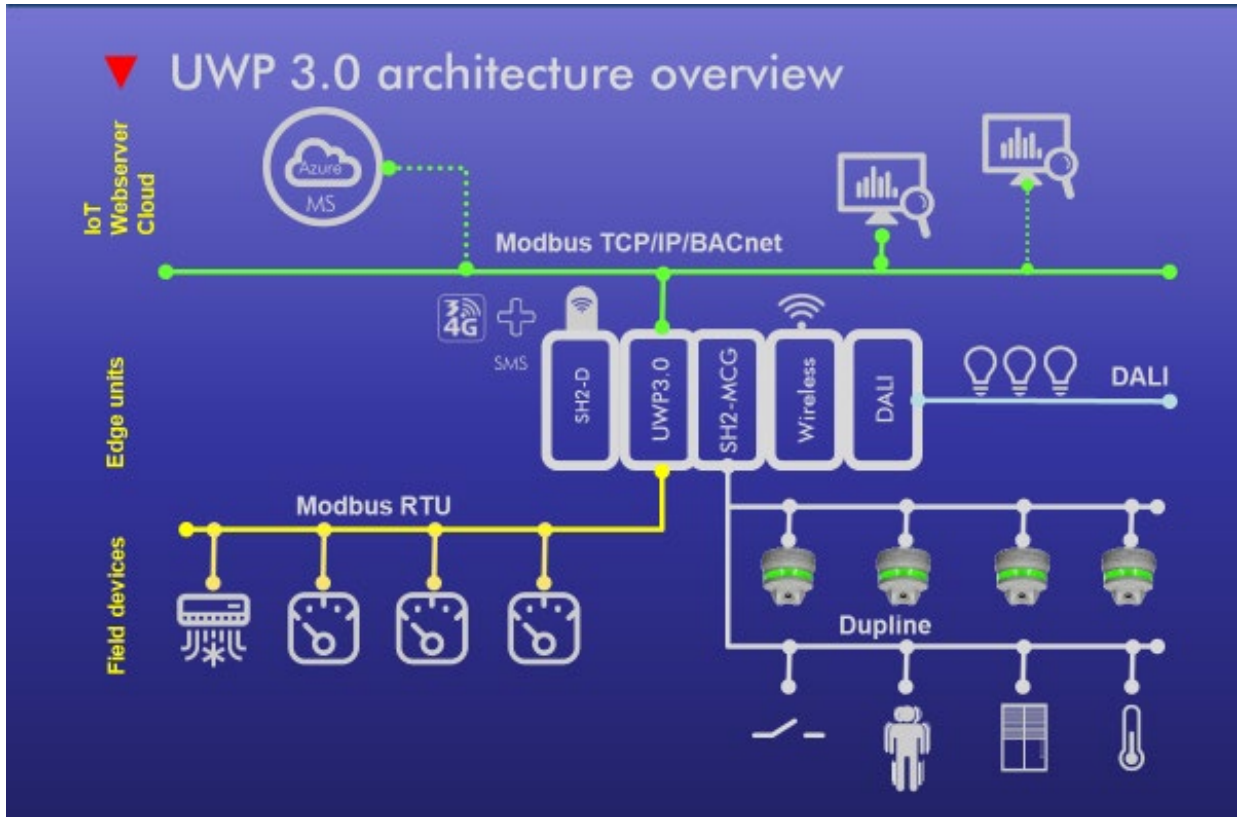 UWP 3.0 architecture overview
IoT
Webserver
Cloud
Azure
MS
Modbus TCP/IP/BACnet
3G
4G
SMS
Edge units
SH2-D
UWP3.0
SH2-MCG
Wireless
DALI
DALI
Modbus RTU
Field devices
Dupline